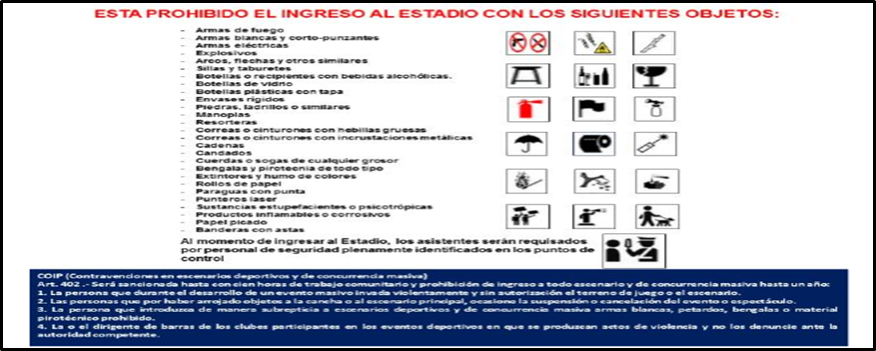 ESTA PROHIBIDO EL INGRESO AL ESTADIO CON LOS SIGUIENTES OBJETOS:
- Armas de fuego
- Armas blancas y corto-punzantes
- Armas eléctricas
- Explosivos
- Arcos, flechas y otros similares
- Sillas y taburetes
- Botellas o recipientes con bebidas alcohólicas.
- Botellas de vidrio
- Botellas plásticas con tapa
- Envases rígidos
- Piedras, ladrillos o similares
- Manoplas
- Resorteras
- Correas o cinturones con hebillas gruesas
- Correas o cinturones con incrustaciones metálicas
- Cadenas
- Candados
- Cuerdas o sogas de cualquier grosor
- Bengalas y pirotecnia de todo tipo
- Extintores y humo de colores
- Rollos de papel
- Paraguas con punta
- Punteros laser
- Sustancias estupefacientes o psicotrópicas
- Productos inflamables o corrosivos
- Papel picado
- Banderas con astas
Al momento de ingresar al Estadio, los asistentes serán requisados
por personal de seguridad plenamente identificados en los puntos de
control
COIP (Contravenciones en escenarios deportivos y de concurrencia masiva)
Art. 402 .- Será sancionada hasta con cien horas de trabajo comunitario y prohibición de ingreso a todo escenario y de concurrencia masiva hasta un año:
1. La persona que durante el desarrollo de un evento masivo invada violentamente y sin autorización el terreno de juego o el escenario.
2. Las personas que por haber arrojado objetos a la cancha o al escenario principal, ocasione la suspensión o cancelación del evento o espectáculo.
3. La persona que introduzca de manera subrepticia a escenarios deportivos y de concurrencia masiva armas blancas, petardos, bengalas o material
pirotécnico prohibido.
4. La o el dirigente de barras de los clubes participantes en los eventos deportivos en que se produzcan actos de violencia y no los denuncie ante la
autoridad competente.